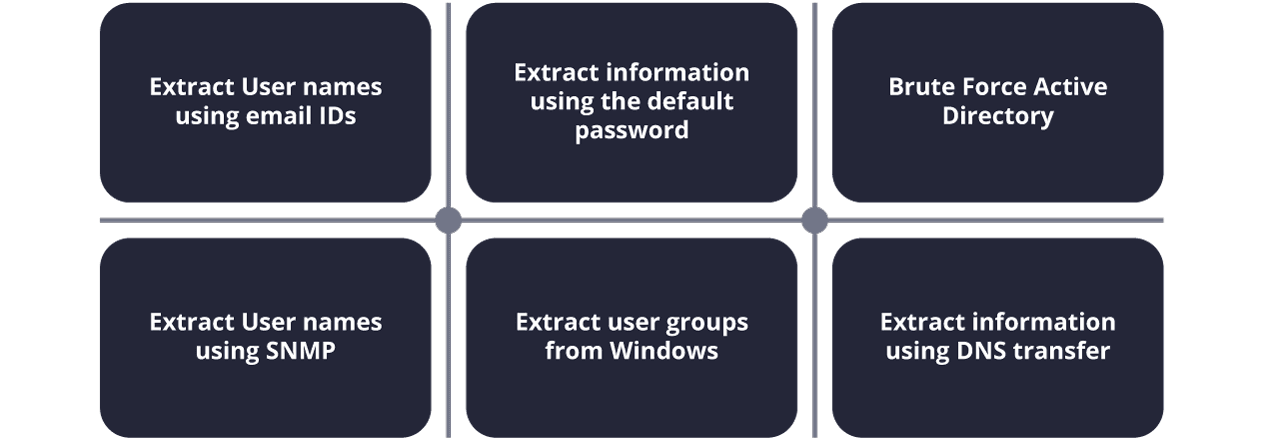 Extract User names
using email IDs
Extract information
using the default
password
Brute Force Active
Directory
Extract User names
using SNMP
Extract user groups
from Windows
Extract information
using DNS transfer